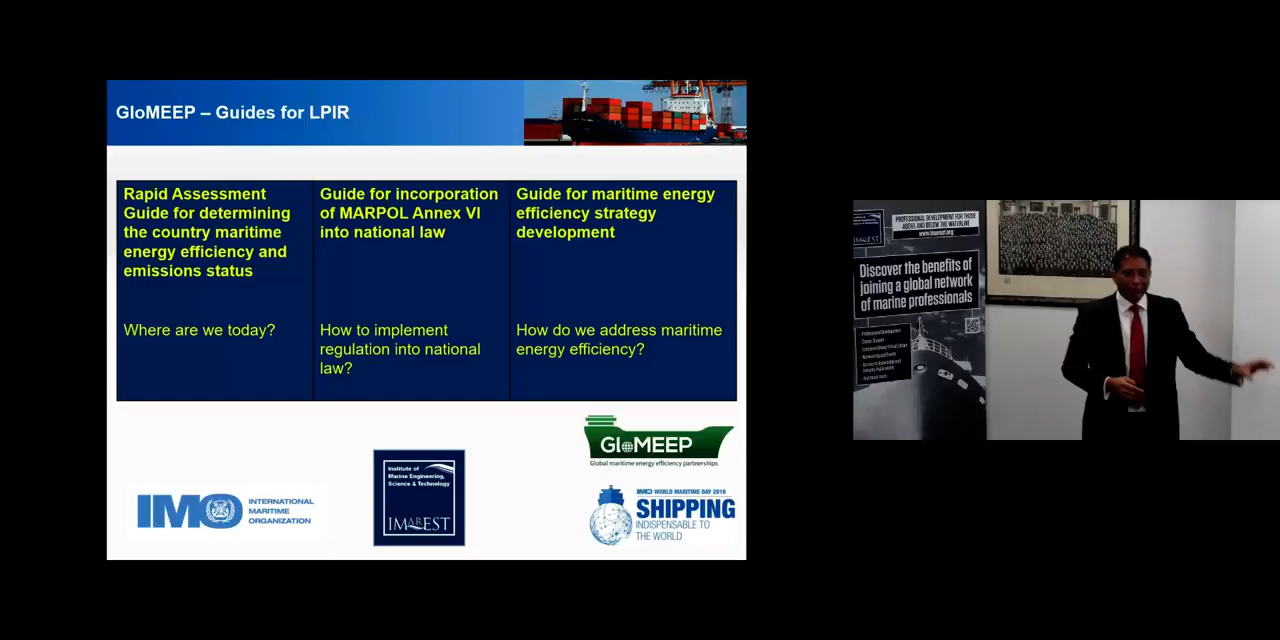 GloMEEP – Guides for LPIR
Rapid Assessment
Guide for determining
the country maritime
energy efficiency and
emissions status
Where are we today?
Guide for incorporation
of MARPOL Annex VI
into national law
How to implement
regulation into national
law?
Guide for maritime energy
efficiency strategy
development
How do we address maritime
energy efficiency?
IMO
INTERNATIONAL
MARITIME
ORGANIZATION
Institute of
Marine Engineering,
Science & Technology
IMarEST
GloMEEP
Global maritime energy efficiency partnerships
IMO WORLD MARITIME DAY 2016
SHIPPING
INDISPENSABLE TO
THE WORLD
IMarEST
PROFESSIONAL DEVELOPMENT FOR THOSE
ABOVE AND BELOW THE WATERLINE
www.imarest.org
Discover the benefits of
joining a global network
of marine professionals